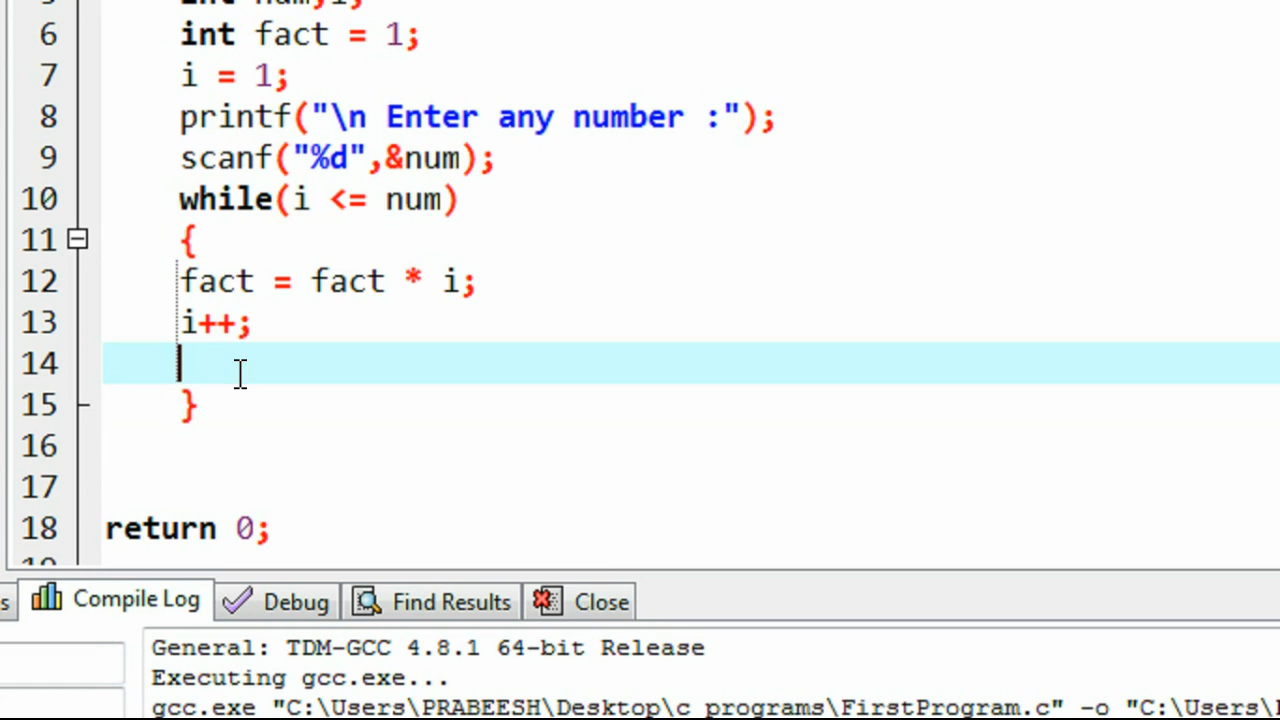 int num,i;
6 int fact = 1;
7 i = 1;
8 printf("\n Enter any number :");
9 scanf("%d",&num);
10 while(i <= num)
11 {
12 fact = fact * i;
13 i++;
14
15 }
16
17
18 return 0;
s Compile Log Debug Find Results Close
General: TDM-GCC 4.8.1 64-bit Release
Executing gcc.exe...
gcc.exe "C:\Users\PRABEESH\Desktop\c programs\FirstProgram.c" -o "C:\Users\